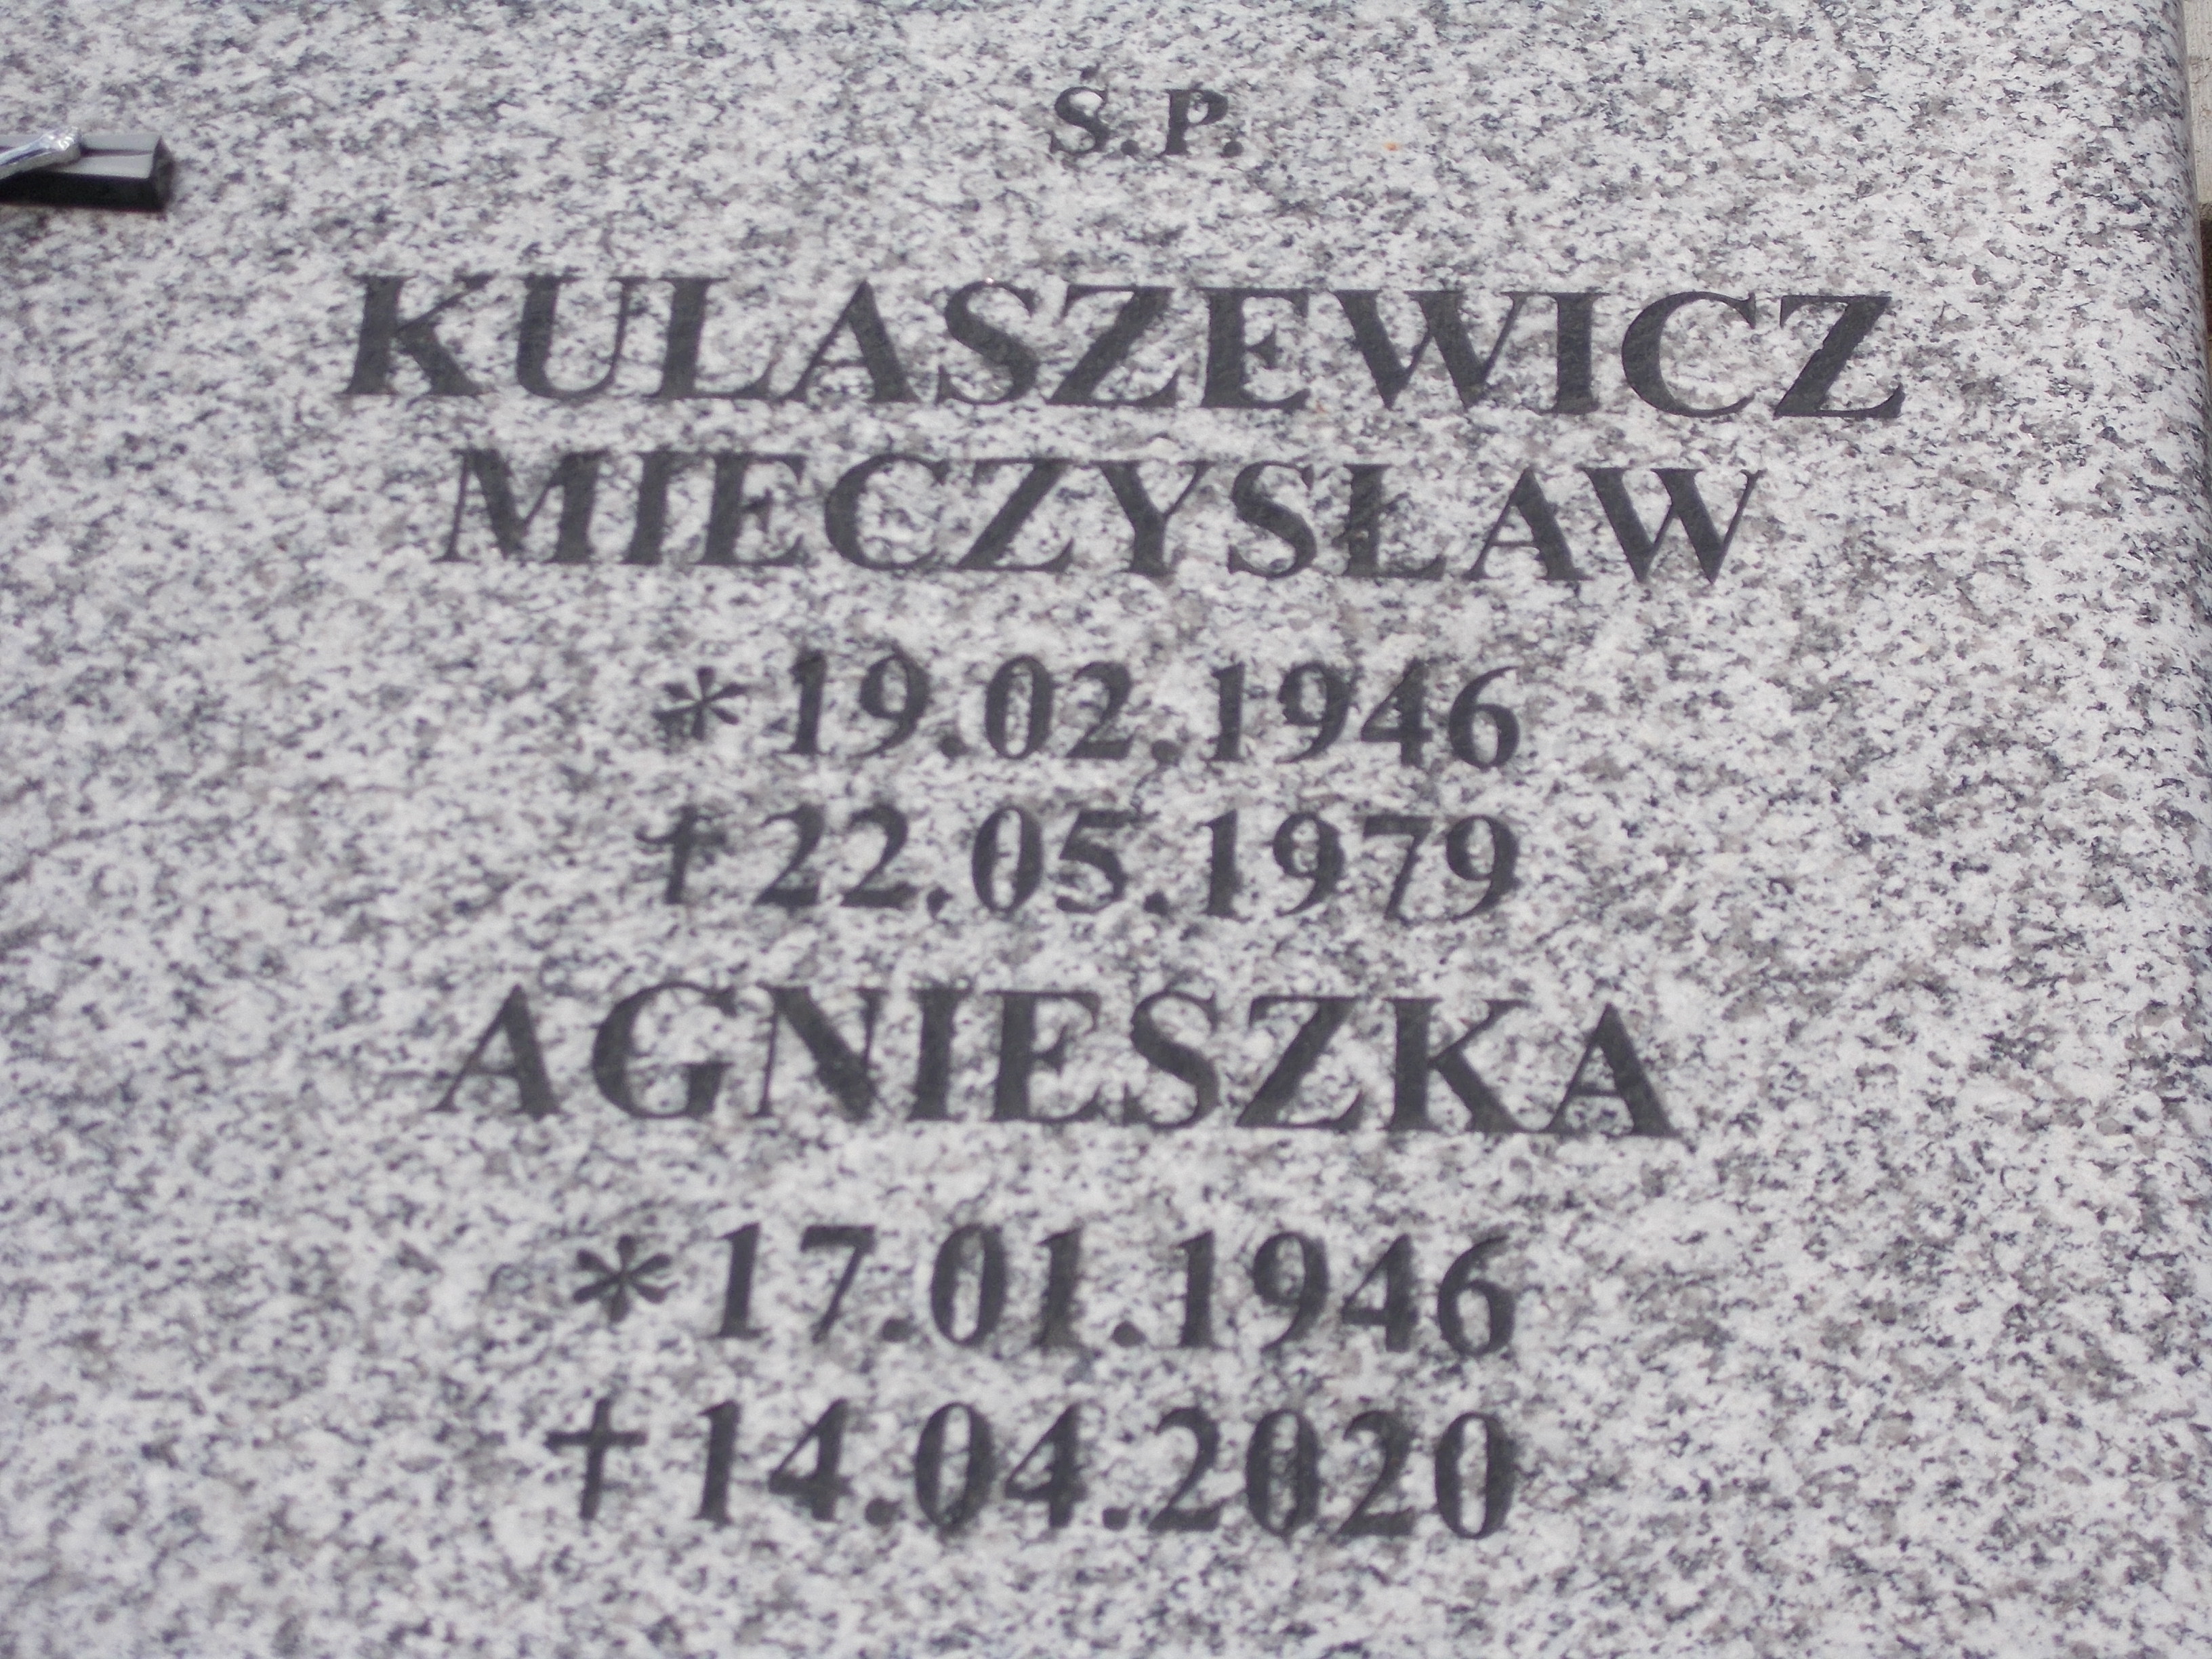 Ś.P.
KULASZEWICZ
MIECZYSŁAW
* 19.02.1946
† 22.05.1979
AGNIESZKA
* 17.01.1946
† 14.04.2020